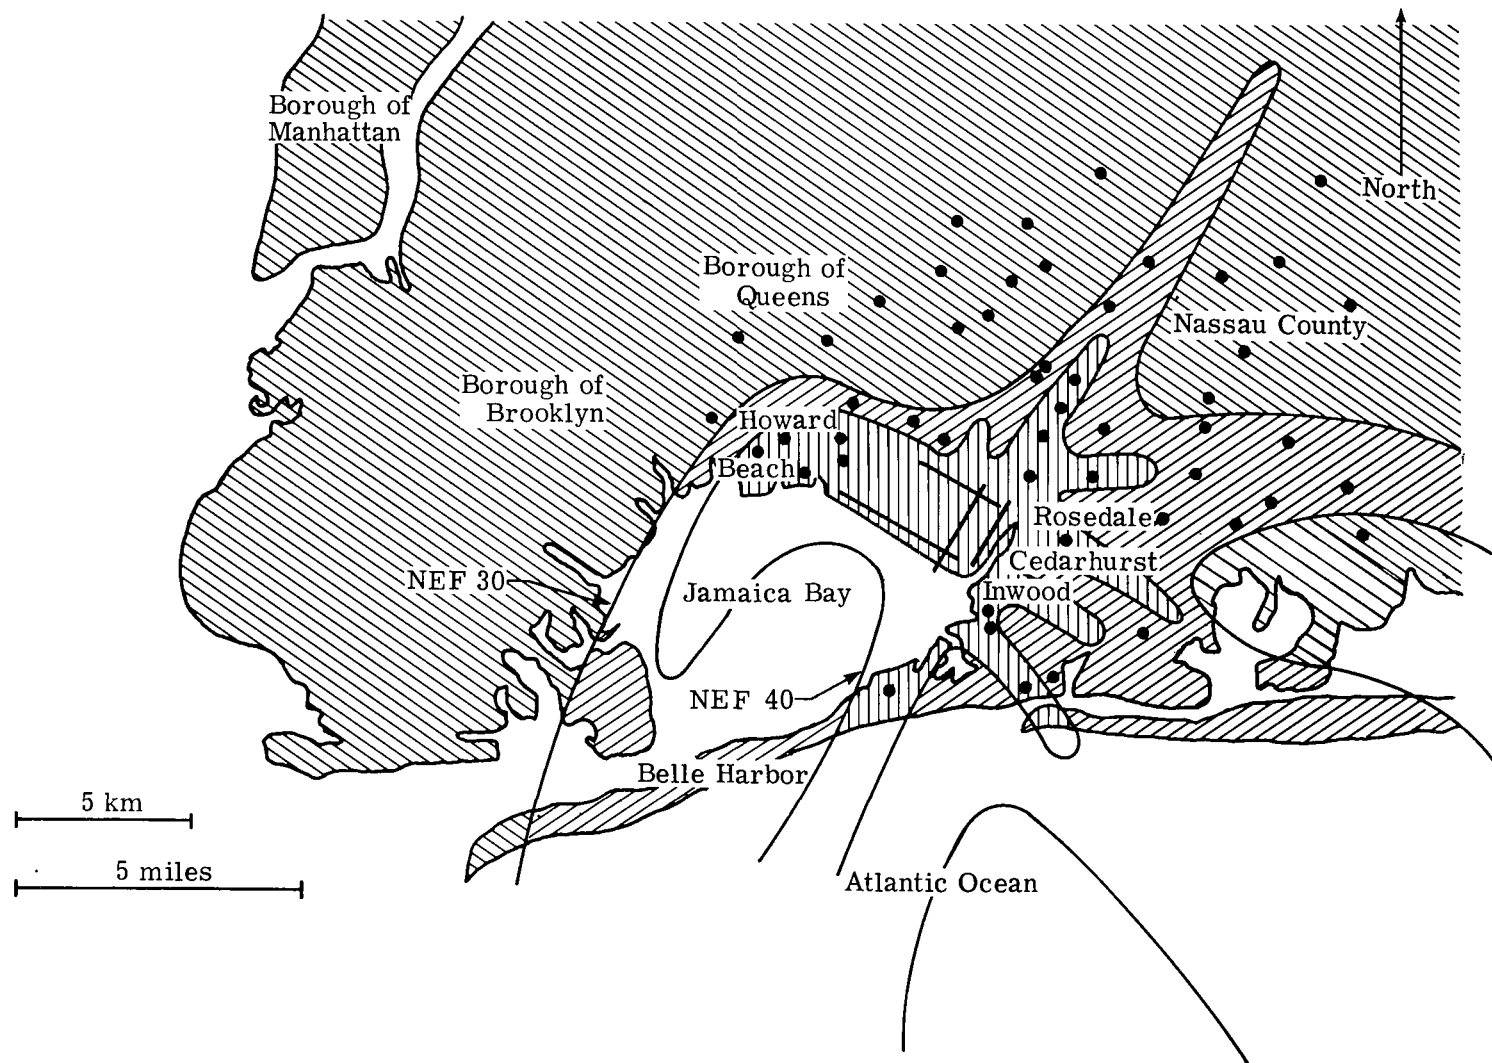 Borough of
Manhattan
North
Borough of
Queens
Nassau County
Borough of
Brooklyn
Howard
Beach
Rosedale
Cedarhurst
NEF 30
Jamaica Bay
Inwood
NEF 40
Belle Harbor
5 km
5 miles
Atlantic Ocean